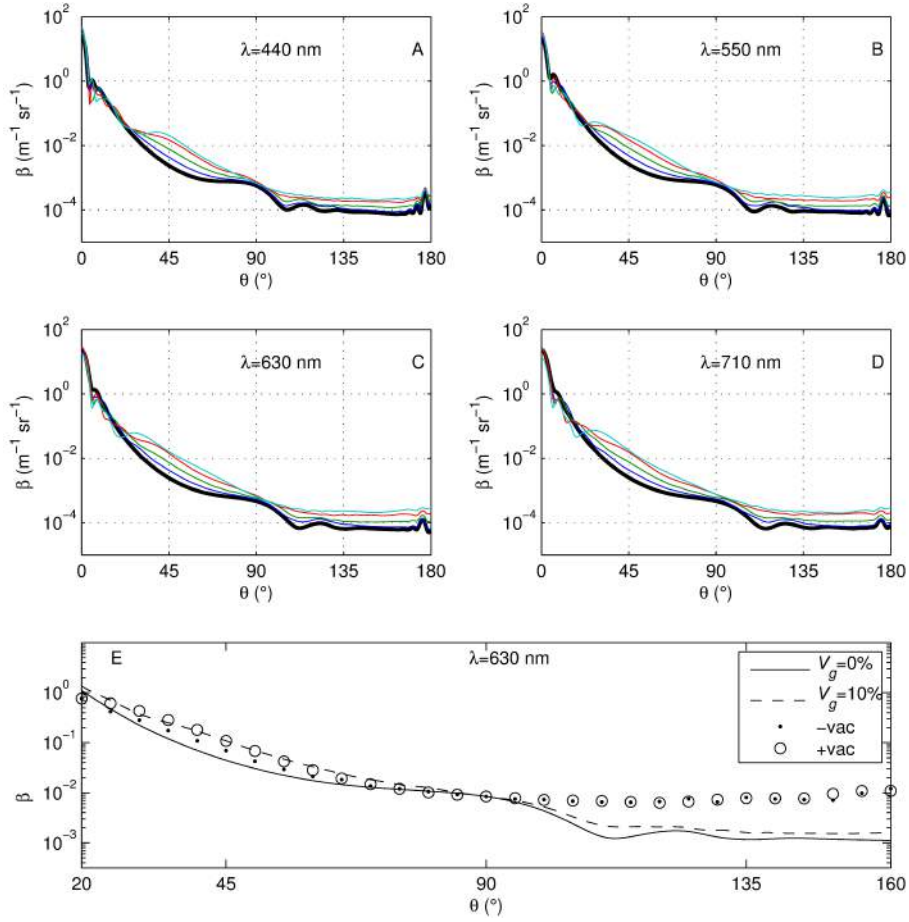 10²
10⁰
10⁻²
10⁻⁴
β (m⁻¹ sr⁻¹)
λ=440 nm
A
0
45
90
135
180
θ (°)
10²
10⁰
10⁻²
10⁻⁴
β (m⁻¹ sr⁻¹)
λ=550 nm
B
0
45
90
135
180
θ (°)
10²
10⁰
10⁻²
10⁻⁴
β (m⁻¹ sr⁻¹)
λ=630 nm
C
0
45
90
135
180
θ (°)
10²
10⁰
10⁻²
10⁻⁴
β (m⁻¹ sr⁻¹)
λ=710 nm
D
0
45
90
135
180
θ (°)
10⁰
10⁻¹
10⁻²
10⁻³
β
E
λ=630 nm
V_g=0%
V_g=10%
−vac
+vac
20
45
90
135
160
θ (°)